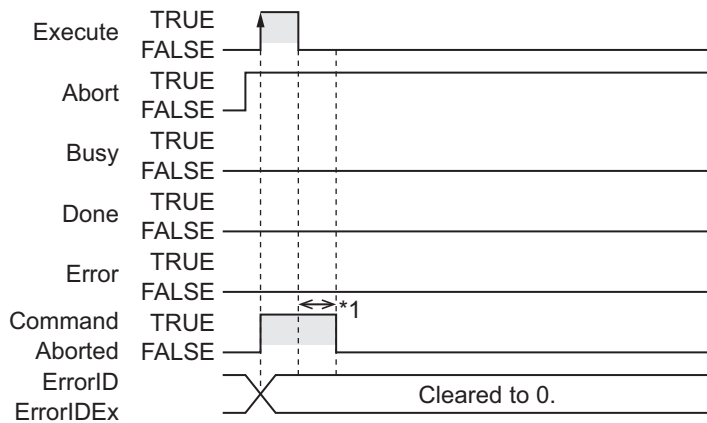 Execute TRUE
FALSE
Abort TRUE
FALSE
Busy TRUE
FALSE
Done TRUE
FALSE
Error TRUE
FALSE
*1
Command TRUE
Aborted FALSE
ErrorID
Cleared to 0.
ErrorIDEx